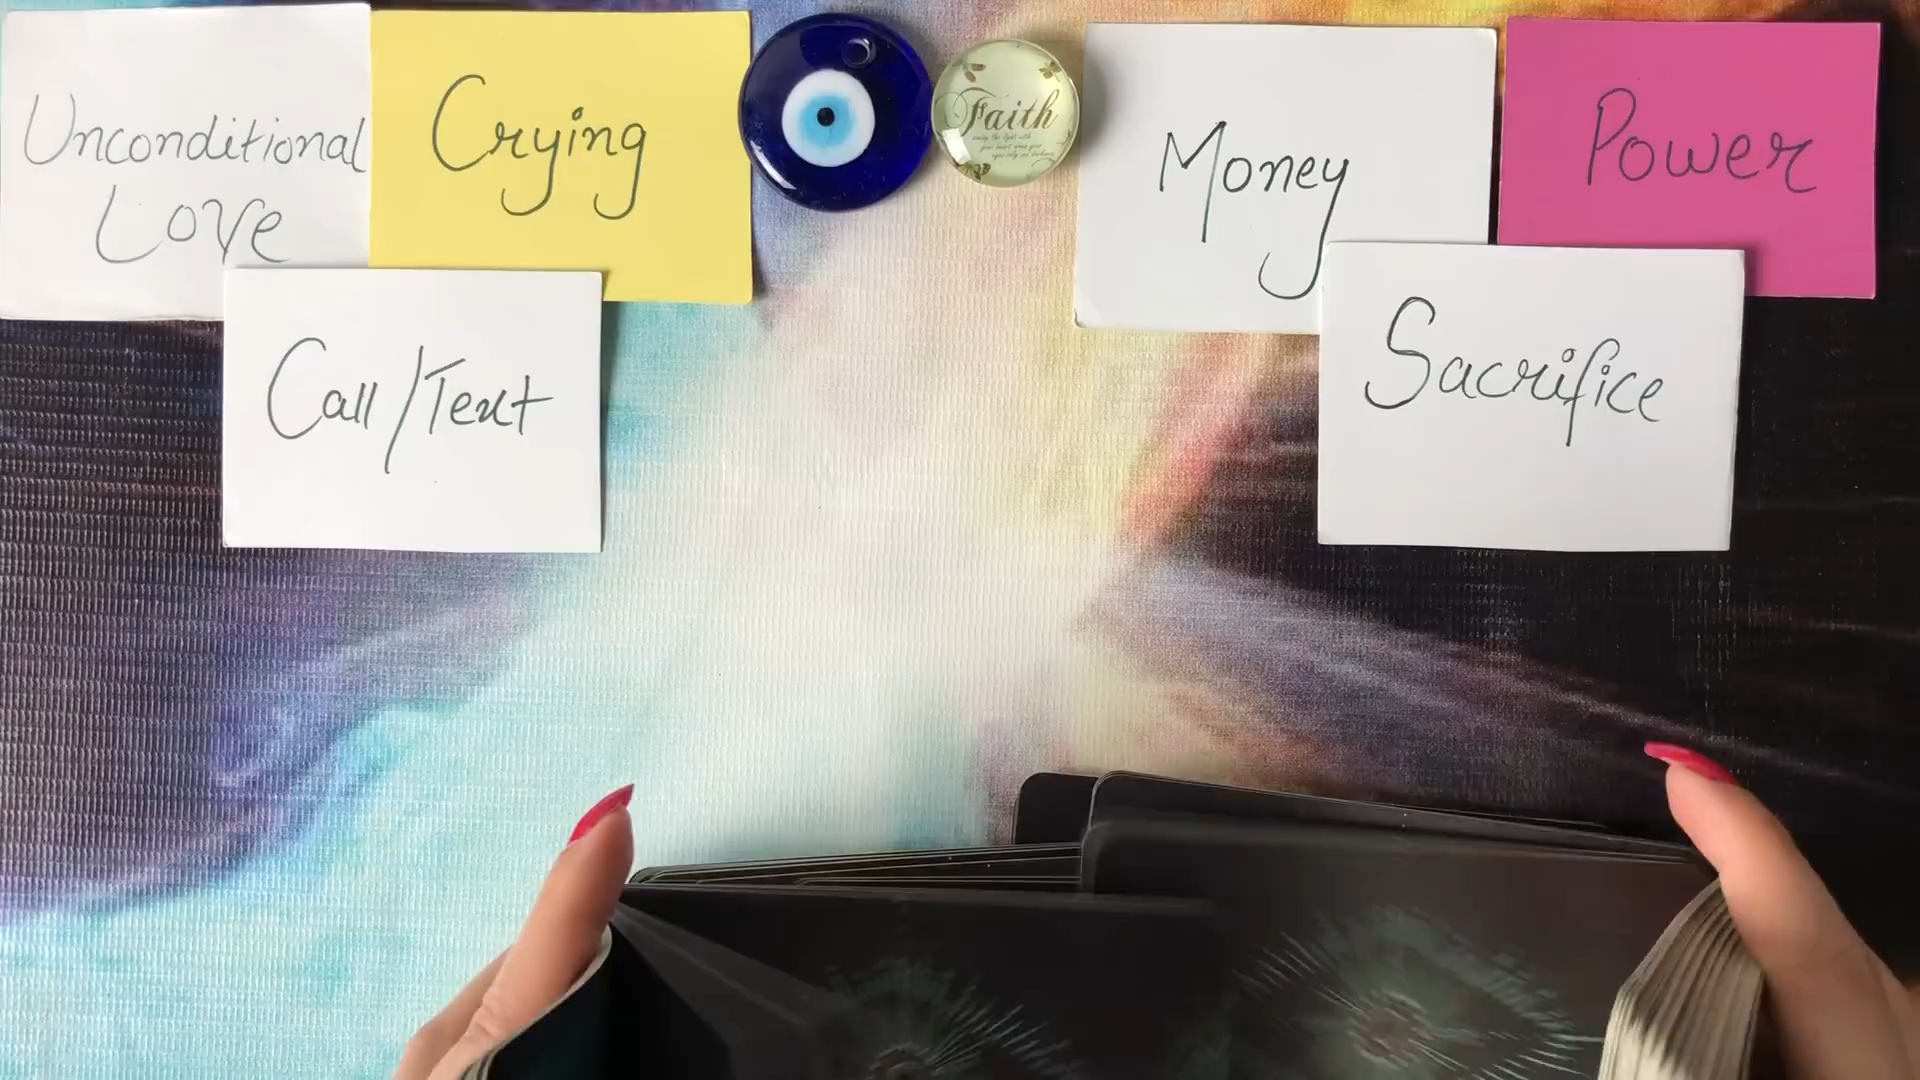 Unconditional
Love
Crying
Call/Text
Faith
Money
Power
Sacrifice